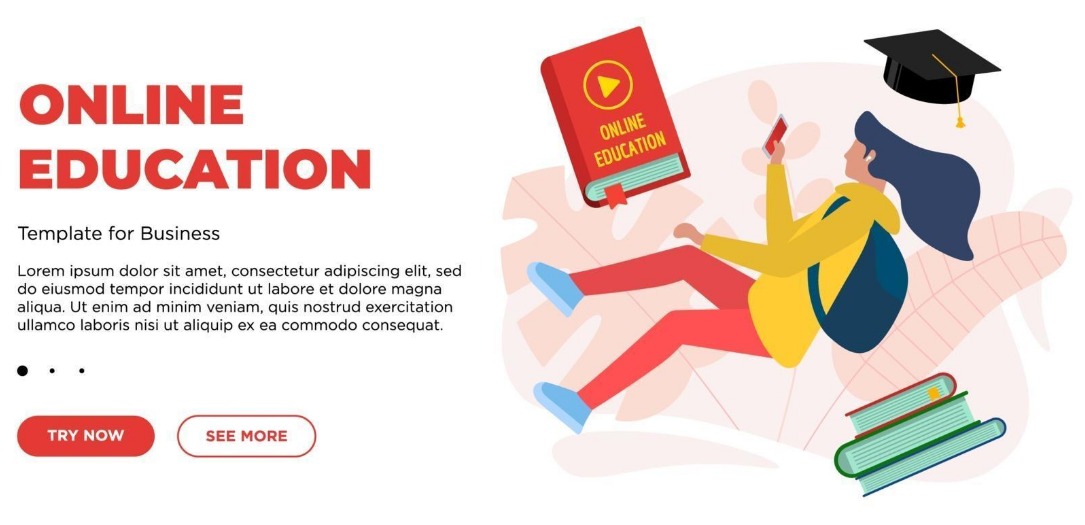 ONLINE
EDUCATION
Template for Business
Lorem ipsum dolor sit amet, consectetur adipiscing elit, sed
do eiusmod tempor incididunt ut labore et dolore magna
aliqua. Ut enim ad minim veniam, quis nostrud exercitation
ullamco laboris nisi ut aliquip ex ea commodo consequat.
TRY NOW
SEE MORE
ONLINE
EDUCATION